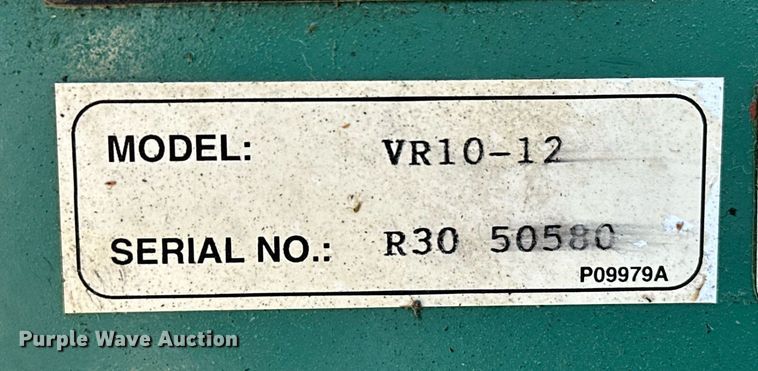 MODEL: VR10-12
SERIAL NO.: R30 50580
P09979A
Purple Wave Auction